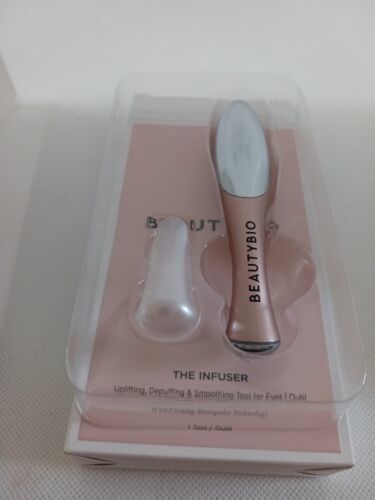 BEAUTYBIO
THE INFUSER
Uplifting, Depuffing & Smoothing Tool for Eyes | Outil
1 Tool / Outil